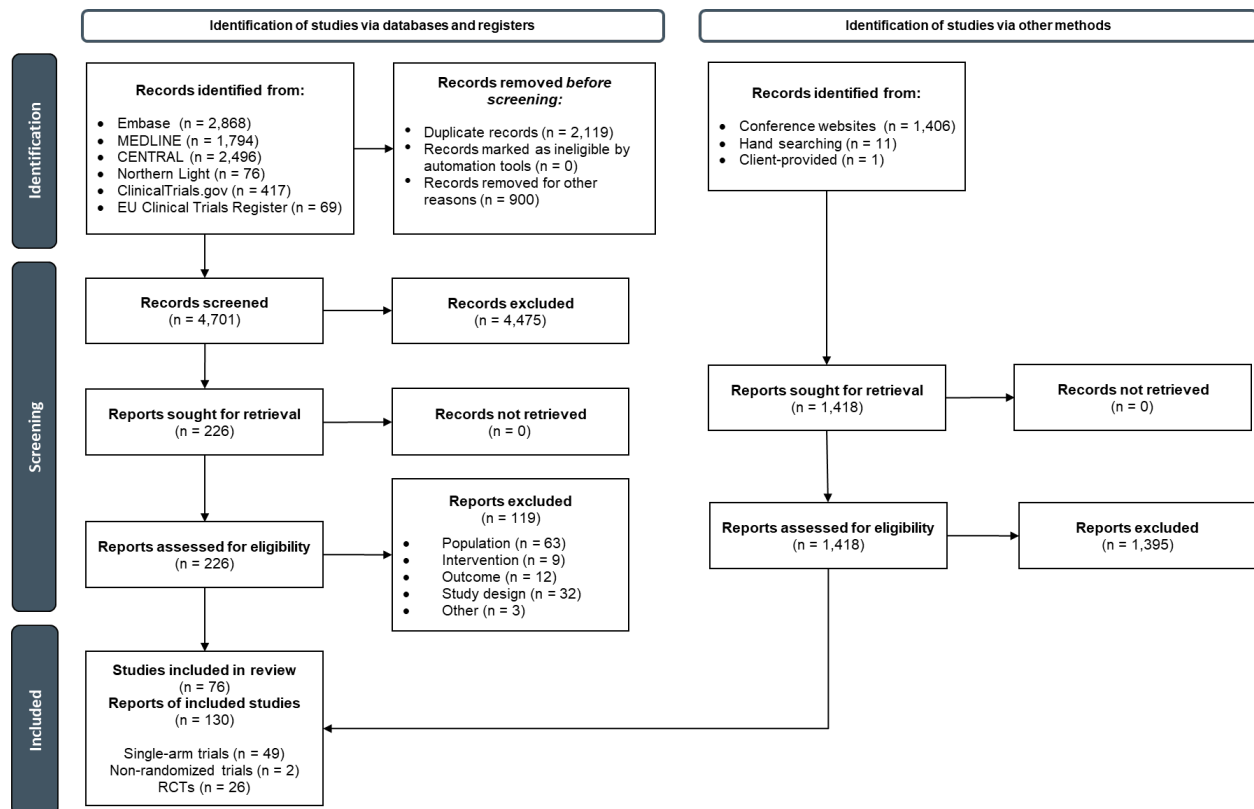 Identification of studies via databases and registers
Identification of studies via other methods
Identification
Records identified from:
• Embase (n = 2,868)
• MEDLINE (n = 1,794)
• CENTRAL (n = 2,496)
• Northern Light (n = 76)
• ClinicalTrials.gov (n = 417)
• EU Clinical Trials Register (n = 69)
Records removed before
screening:
• Duplicate records (n = 2,119)
• Records marked as ineligible by
automation tools (n = 0)
• Records removed for other
reasons (n = 900)
Records identified from:
• Conference websites (n = 1,406)
• Hand searching (n = 11)
• Client-provided (n = 1)
Screening
Records screened
(n = 4,701)
Records excluded
(n = 4,475)
Reports sought for retrieval
(n = 226)
Records not retrieved
(n = 0)
Reports sought for retrieval
(n = 1,418)
Records not retrieved
(n = 0)
Reports assessed for eligibility
(n = 226)
Reports excluded
(n = 119)
• Population (n = 63)
• Intervention (n = 9)
• Outcome (n = 12)
• Study design (n = 32)
• Other (n = 3)
Reports assessed for eligibility
(n = 1,418)
Reports excluded
(n = 1,395)
Included
Studies included in review
(n = 76)
Reports of included studies
(n = 130)
Single-arm trials (n = 49)
Non-randomized trials (n = 2)
RCTs (n = 26)